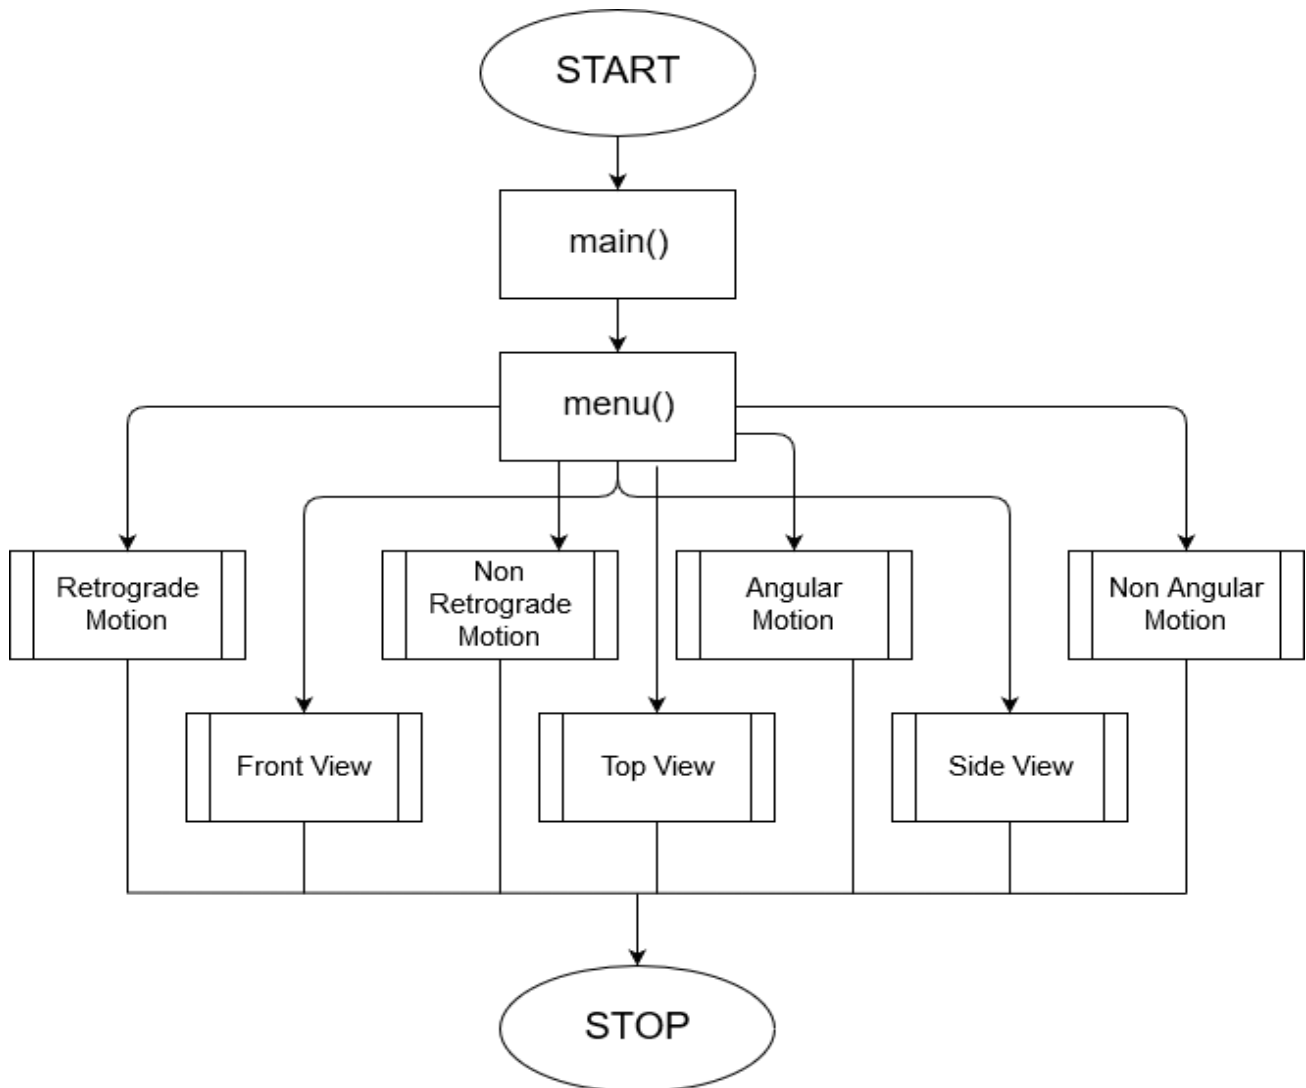 START
main()
menu()
Retrograde
Motion
Non
Retrograde
Motion
Angular
Motion
Non Angular
Motion
Front View
Top View
Side View
STOP